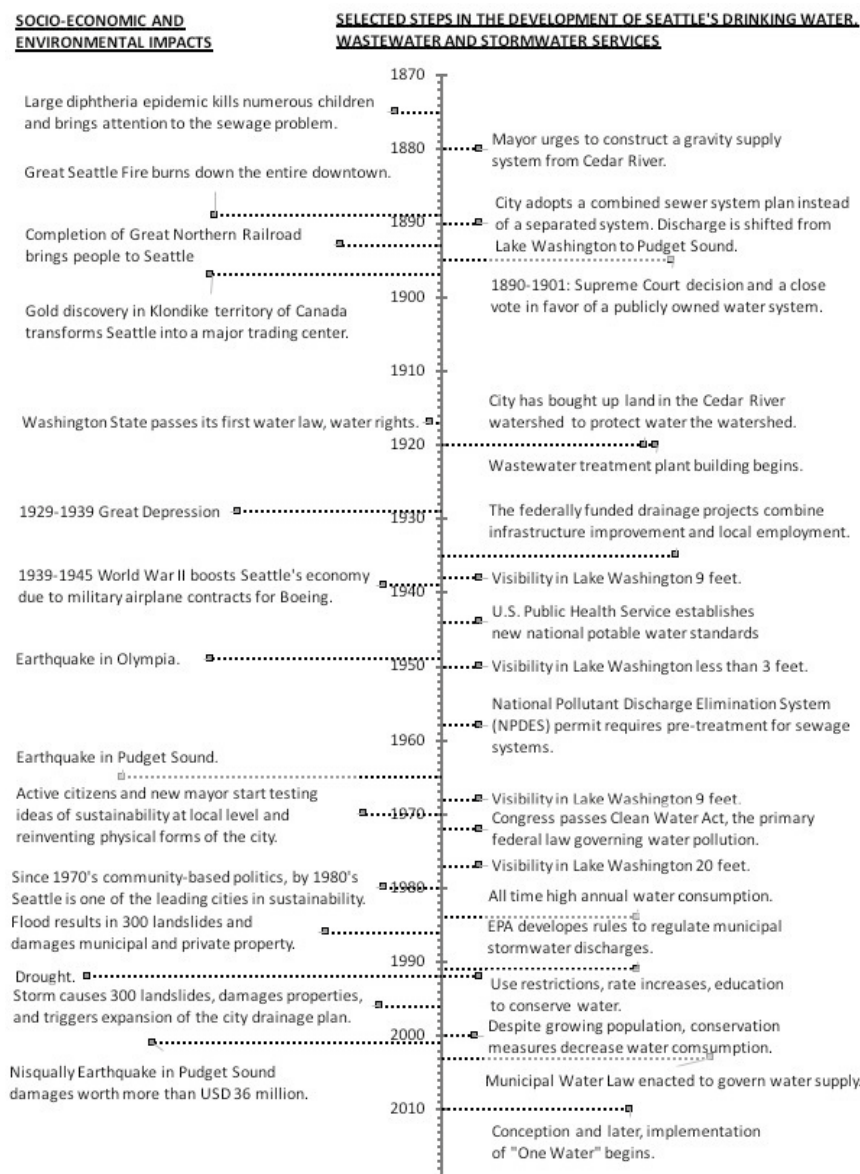 SOCIO-ECONOMIC AND
ENVIRONMENTAL IMPACTS
SELECTED STEPS IN THE DEVELOPMENT OF SEATTLE'S DRINKING WATER,
WASTEWATER AND STORMWATER SERVICES
1870
Large diphtheria epidemic kills numerous children
and brings attention to the sewage problem.
Mayor urges to construct a gravity supply
system from Cedar River.
1880
Great Seattle Fire burns down the entire downtown.
City adopts a combined sewer system plan instead
of a separated system. Discharge is shifted from
Lake Washington to Pudget Sound.
1890
Completion of Great Northern Railroad
brings people to Seattle
1890-1901: Supreme Court decision and a close
vote in favor of a publicly owned water system.
1900
Gold discovery in Klondike territory of Canada
transforms Seattle into a major trading center.
1910
City has bought up land in the Cedar River
watershed to protect water the watershed.
Washington State passes its first water law, water rights.
1920
Wastewater treatment plant building begins.
1929-1939 Great Depression
The federally funded drainage projects combine
infrastructure improvement and local employment.
1930
1939-1945 World War II boosts Seattle's economy
due to military airplane contracts for Boeing.
Visibility in Lake Washington 9 feet.
1940
U.S. Public Health Service establishes
new national potable water standards
Earthquake in Olympia.
1950
Visibility in Lake Washington less than 3 feet.
National Pollutant Discharge Elimination System
(NPDES) permit requires pre-treatment for sewage
systems.
1960
Earthquake in Pudget Sound.
Active citizens and new mayor start testing
ideas of sustainability at local level and
reinventing physical forms of the city.
Visibility in Lake Washington 9 feet.
1970
Congress passes Clean Water Act, the primary
federal law governing water pollution.
Visibility in Lake Washington 20 feet.
Since 1970's community-based politics, by 1980's
Seattle is one of the leading cities in sustainability.
1980
All time high annual water consumption.
Flood results in 300 landslides and
damages municipal and private property.
EPA developes rules to regulate municipal
stormwater discharges.
1990
Drought.
Use restrictions, rate increases, education
to conserve water.
Storm causes 300 landslides, damages properties,
and triggers expansion of the city drainage plan.
2000
Despite growing population, conservation
measures decrease water comsumption.
Nisqually Earthquake in Pudget Sound
damages worth more than USD 36 million.
Municipal Water Law enacted to govern water supply.
2010
Conception and later, implementation
of "One Water" begins.